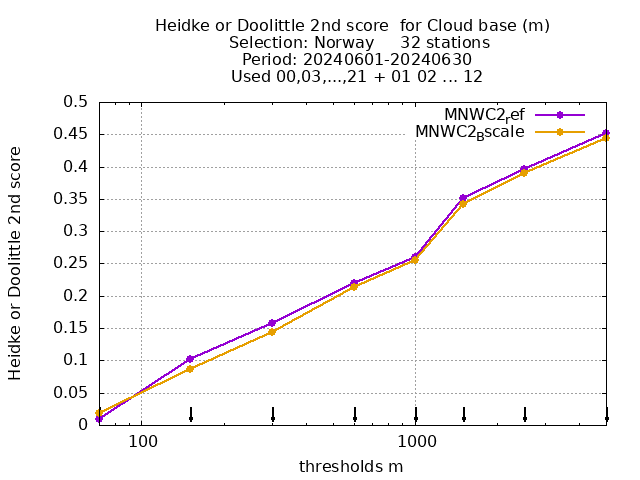 Heidke or Doolittle 2nd score  for Cloud base (m)
Selection: Norway     32 stations
Period: 20240601-20240630
Used 00,03,...,21 + 01 02 ... 12
MNWC2ref
MNWC2Bscale
0.5
0.45
0.4
0.35
0.3
0.25
0.2
0.15
0.1
0.05
0
Heidke or Doolittle 2nd score
100
1000
thresholds m